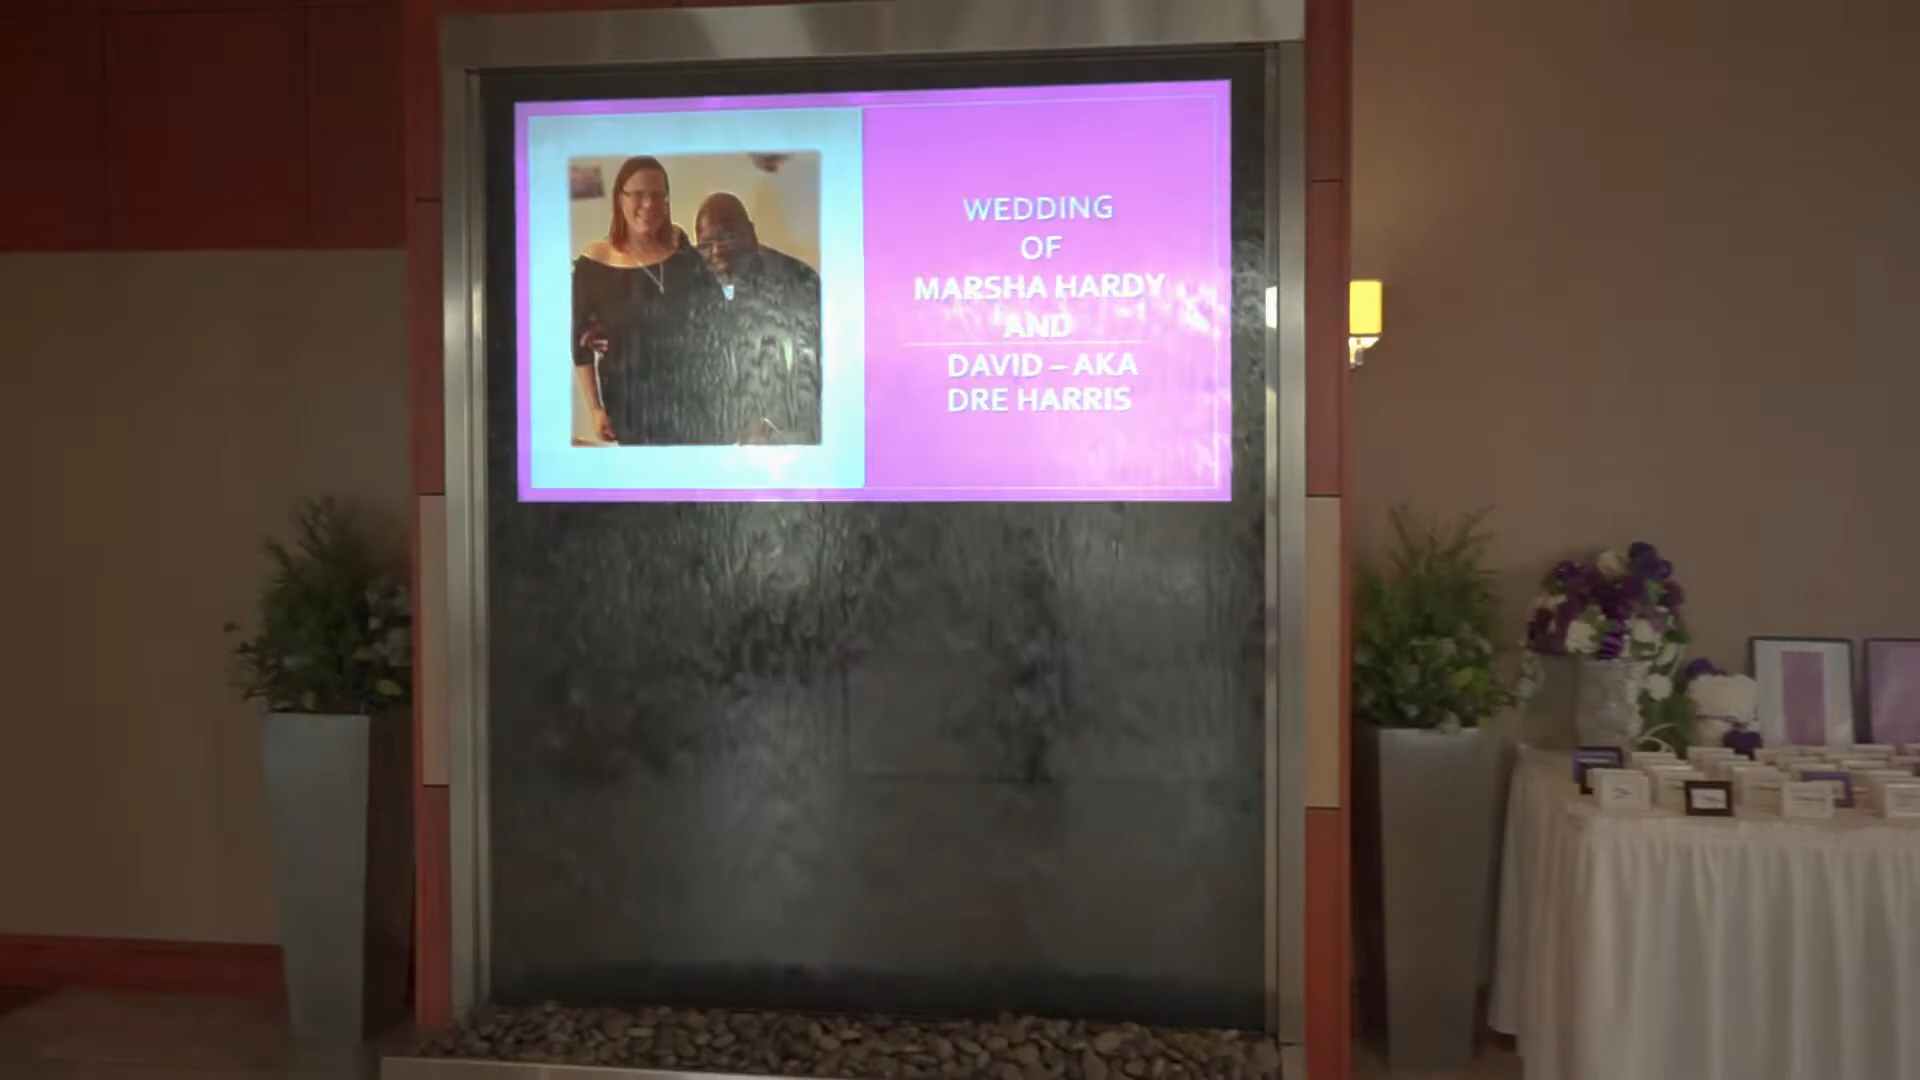 WEDDING
OF
MARSHA HARDY
AND
DAVID – AKA
DRE HARRIS